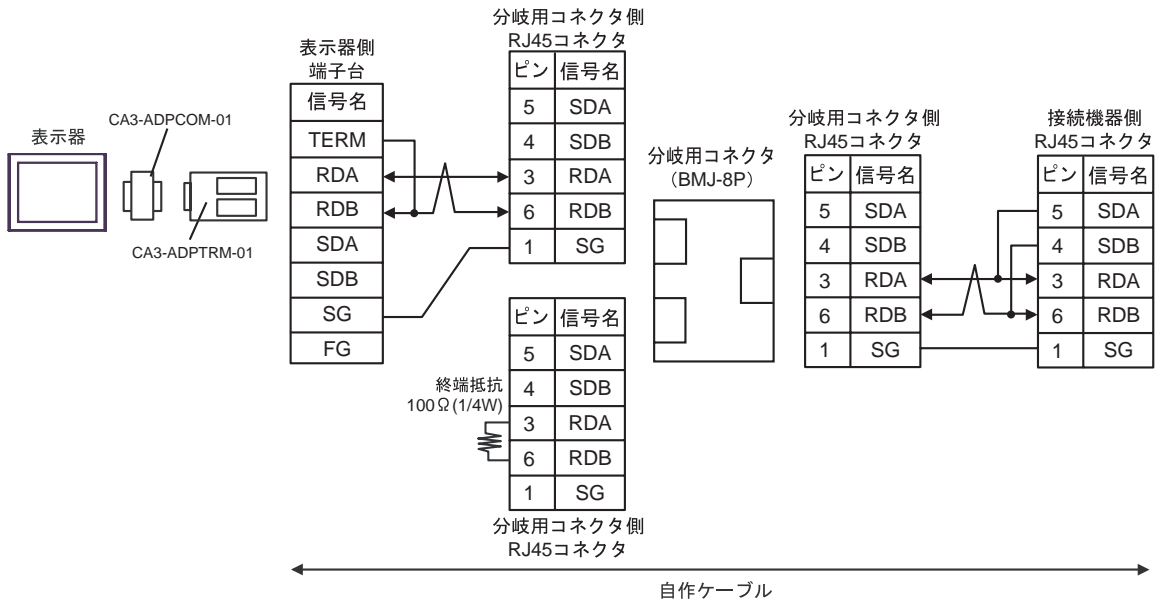 表示器
CA3-ADPCOM-01
CA3-ADPTRM-01
表示器側
端子台
信号名
TERM
RDA
RDB
SDA
SDB
SG
FG
分岐用コネクタ側
RJ45コネクタ
ピン 信号名
5 SDA
4 SDB
3 RDA
6 RDB
1 SG
終端抵抗
100Ω(1/4W)
ピン 信号名
5 SDA
4 SDB
3 RDA
6 RDB
1 SG
分岐用コネクタ側
RJ45コネクタ
分岐用コネクタ
(BMJ-8P)
分岐用コネクタ側
RJ45コネクタ
ピン 信号名
5 SDA
4 SDB
3 RDA
6 RDB
1 SG
接続機器側
RJ45コネクタ
ピン 信号名
5 SDA
4 SDB
3 RDA
6 RDB
1 SG
自作ケーブル